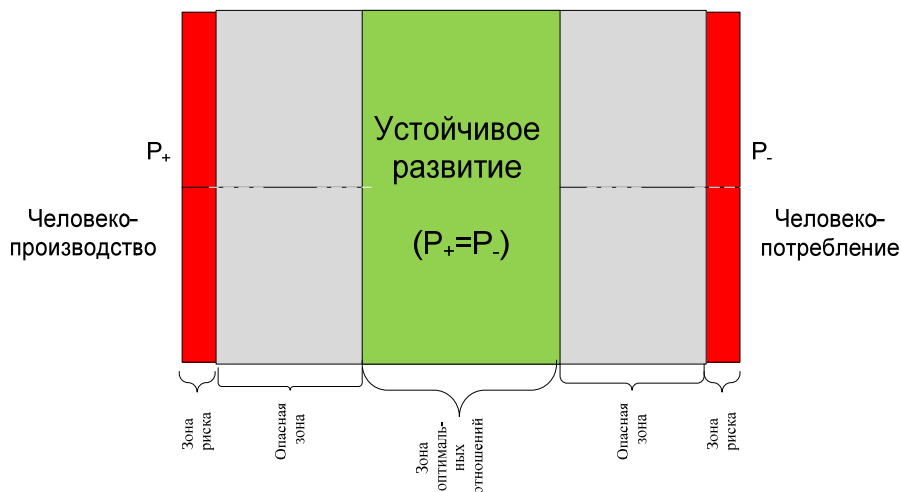 Устойчивое
развитие
(P+=P-)
P+
Человеко-
производство
P-
Человеко-
потребление
Зона
риска
Опасная
зона
Зона
оптималь-
ных
отношений
Опасная
зона
Зона
риска